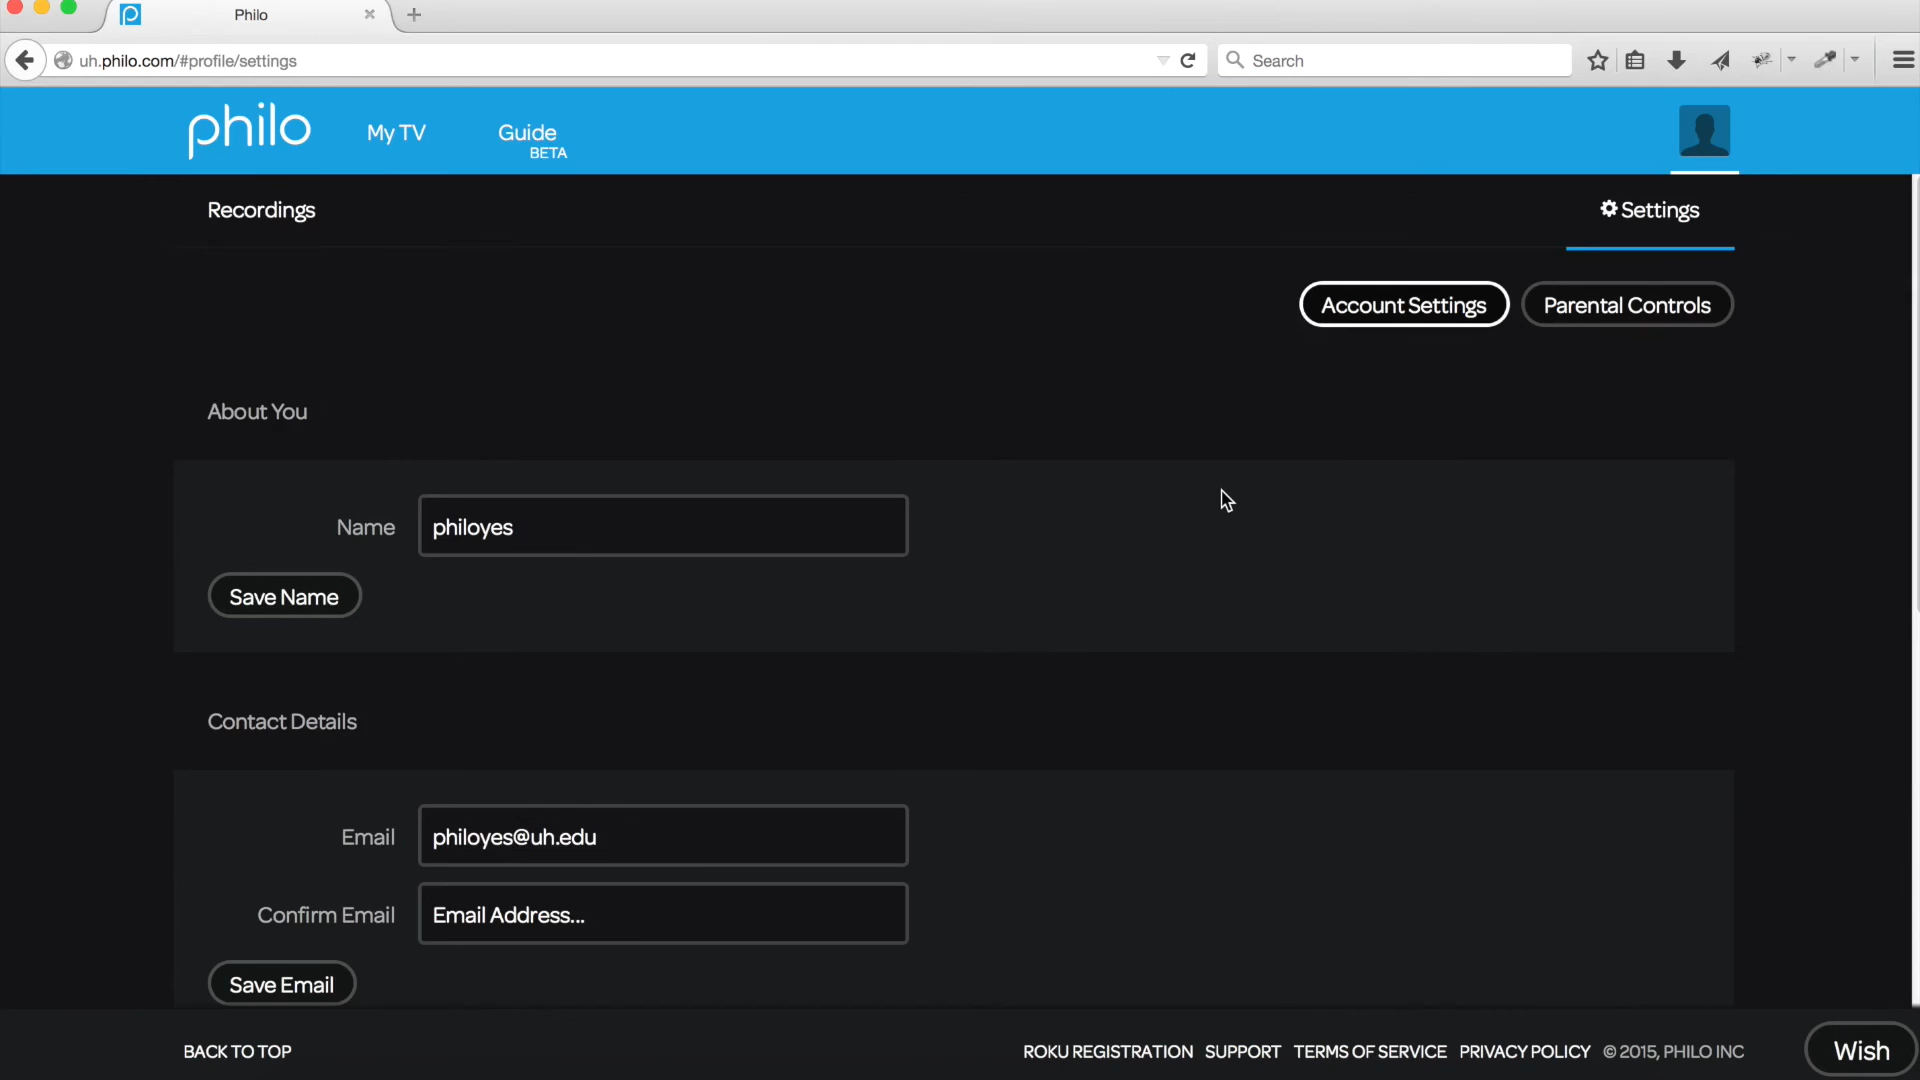 Philo
uh.philo.com/#profile/settings
Search
philo
My TV
Guide
BETA
Recordings
Settings
Account Settings
Parental Controls
About You
Name
philoyes
Save Name
Contact Details
Email
philoyes@uh.edu
Confirm Email
Email Address...
Save Email
BACK TO TOP
ROKU REGISTRATION
SUPPORT
TERMS OF SERVICE
PRIVACY POLICY
© 2015, PHILO INC
Wish